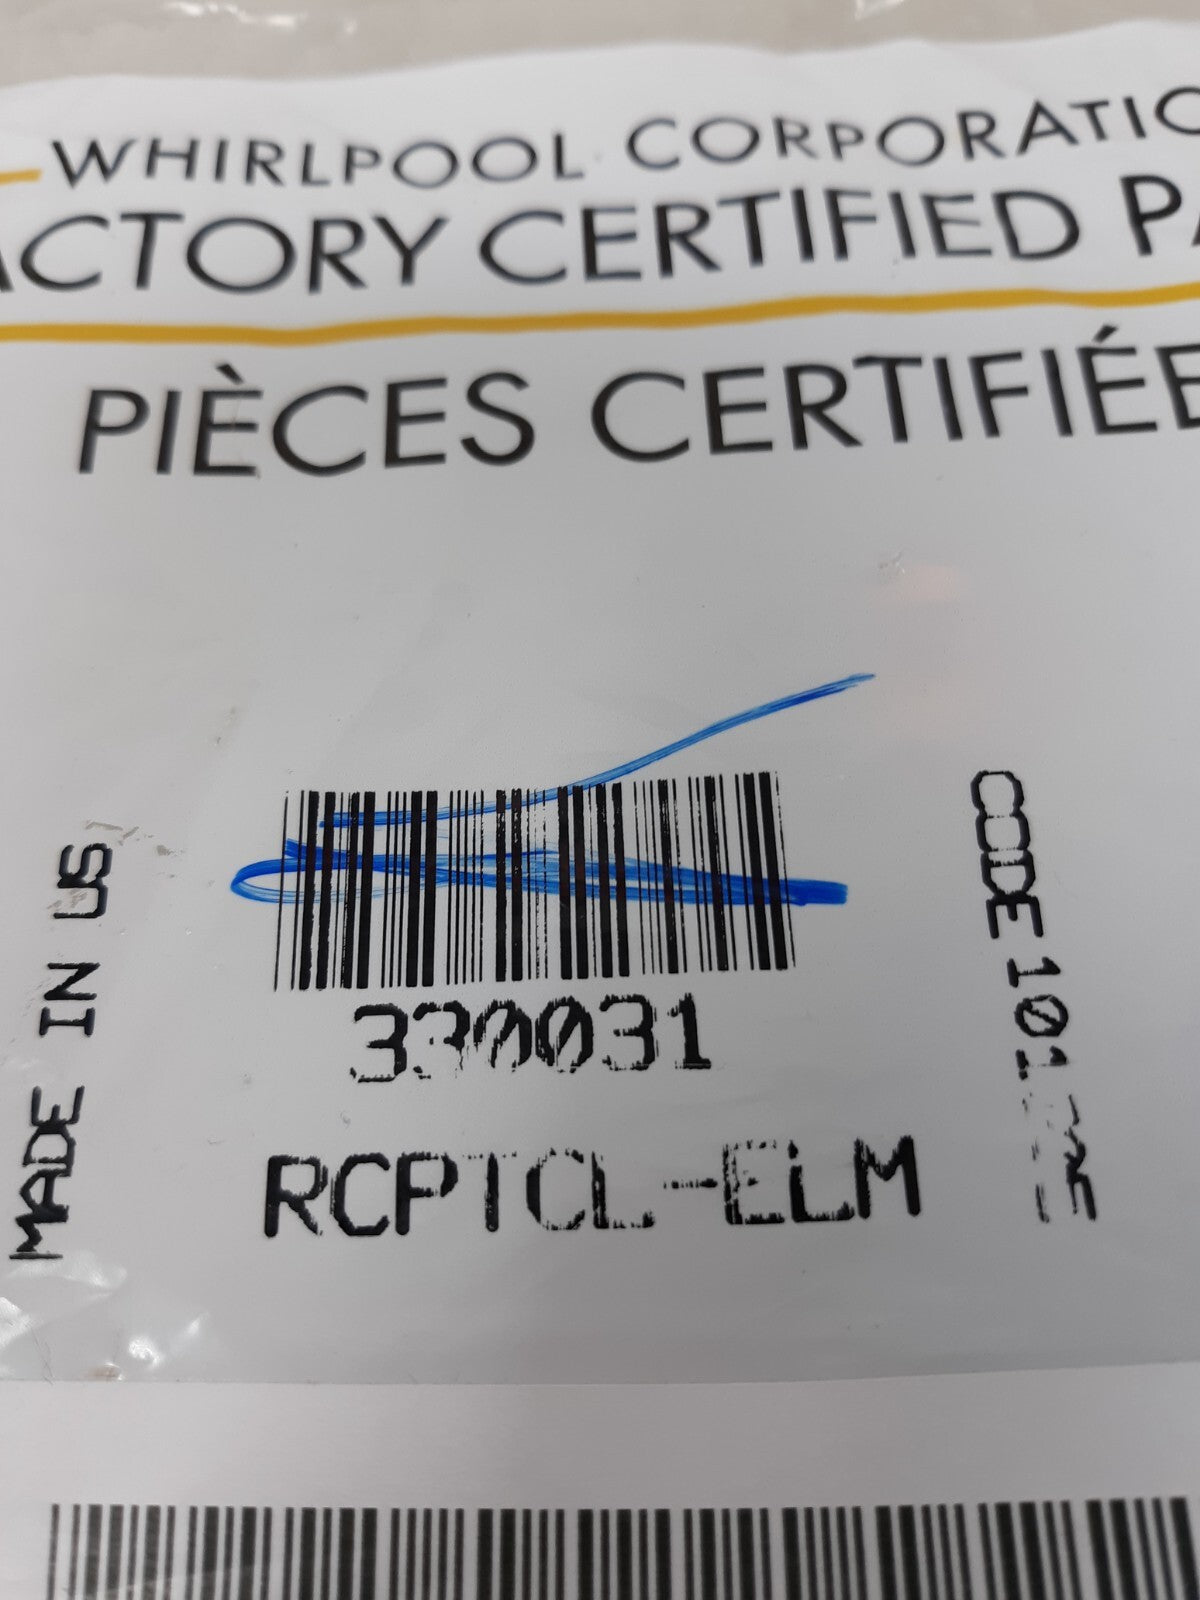 WHIRLPOOL CORPORATIO
ACTORY CERTIFIED PA
PIÈCES CERTIFIÉE
MADE IN US
330031
RCPTCL-ELM
CODE 101